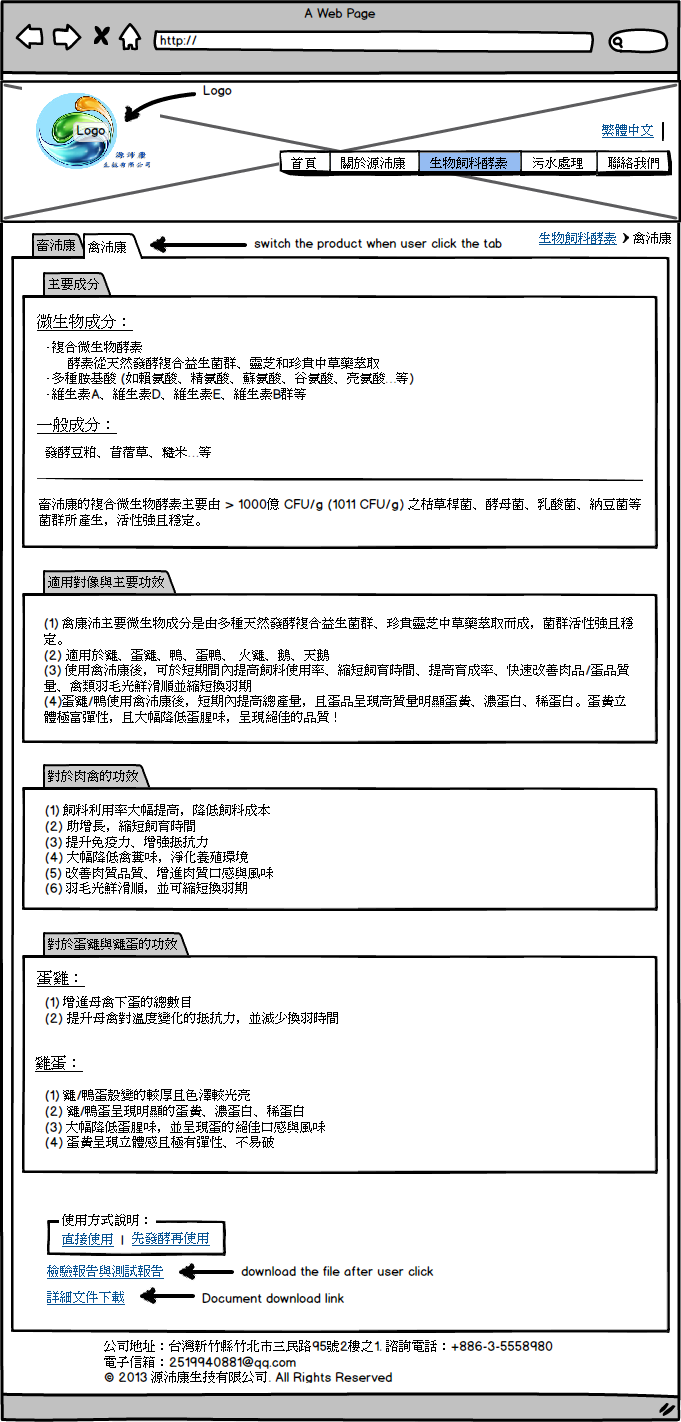 A Web Page
http://
Logo
Logo
源沛康
生技有限公司
繁體中文
首頁 關於源沛康 生物飼料酵素 污水處理 聯絡我們
畜沛康 禽沛康 switch the product when user click the tab 生物飼料酵素 > 禽沛康
主要成分
微生物成分：
·複合微生物酵素
酵素從天然發酵複合益生菌群、靈芝和珍貴中草藥萃取
·多種胺基酸 (如賴氨酸、精氨酸、蘇氨酸、谷氨酸、亮氨酸...等)
·維生素A、維生素D、維生素E、維生素B群等
一般成分：
發酵豆粕、苜蓿草、糙米...等
畜沛康的複合微生物酵素主要由 > 1000億 CFU/g (1011 CFU/g) 之枯草桿菌、酵母菌、乳酸菌、納豆菌等
菌群所產生，活性強且穩定。
適用對像與主要功效
(1) 禽康沛主要微生物成分是由多種天然發酵複合益生菌群、珍貴靈芝中草藥萃取而成，菌群活性強且穩
定。
(2) 適用於雞、蛋雞、鴨、蛋鴨、 火雞、鵝、天鵝
(3) 使用禽沛康後，可於短期間內提高飼料使用率、縮短飼育時間、提高育成率、快速改善肉品/蛋品質
量、禽類羽毛光鮮滑順並縮短換羽期
(4)蛋雞/鴨使用禽沛康後，短期內提高總產量，且蛋品呈現高質量明顯蛋黃、濃蛋白、稀蛋白。蛋黃立
體極富彈性，且大幅降低蛋腥味，呈現絕佳的品質！
對於肉禽的功效
(1) 飼料利用率大幅提高，降低飼料成本
(2) 助增長，縮短飼育時間
(3) 提升免疫力、增強抵抗力
(4) 大幅降低禽糞味，淨化養殖環境
(5) 改善肉質品質、增進肉質口感與風味
(6) 羽毛光鮮滑順，並可縮短換羽期
對於蛋雞與雞蛋的功效
蛋雞：
(1) 增進母禽下蛋的總數目
(2) 提升母禽對溫度變化的抵抗力，並減少換羽時間
雞蛋：
(1) 雞/鴨蛋殼變的較厚且色澤較光亮
(2) 雞/鴨蛋呈現明顯的蛋黃、濃蛋白、稀蛋白
(3) 大幅降低蛋腥味，並呈現蛋的絕佳口感與風味
(4) 蛋黃呈現立體感且極有彈性、不易破
使用方式說明：
直接使用 | 先發酵再使用
檢驗報告與測試報告 download the file after user click
詳細文件下載 Document download link
公司地址：台灣新竹縣竹北市三民路95號2樓之1. 諮詢電話：+886-3-5558980
電子信箱：2519940881@qq.com
© 2013 源沛康生技有限公司. All Rights Reserved